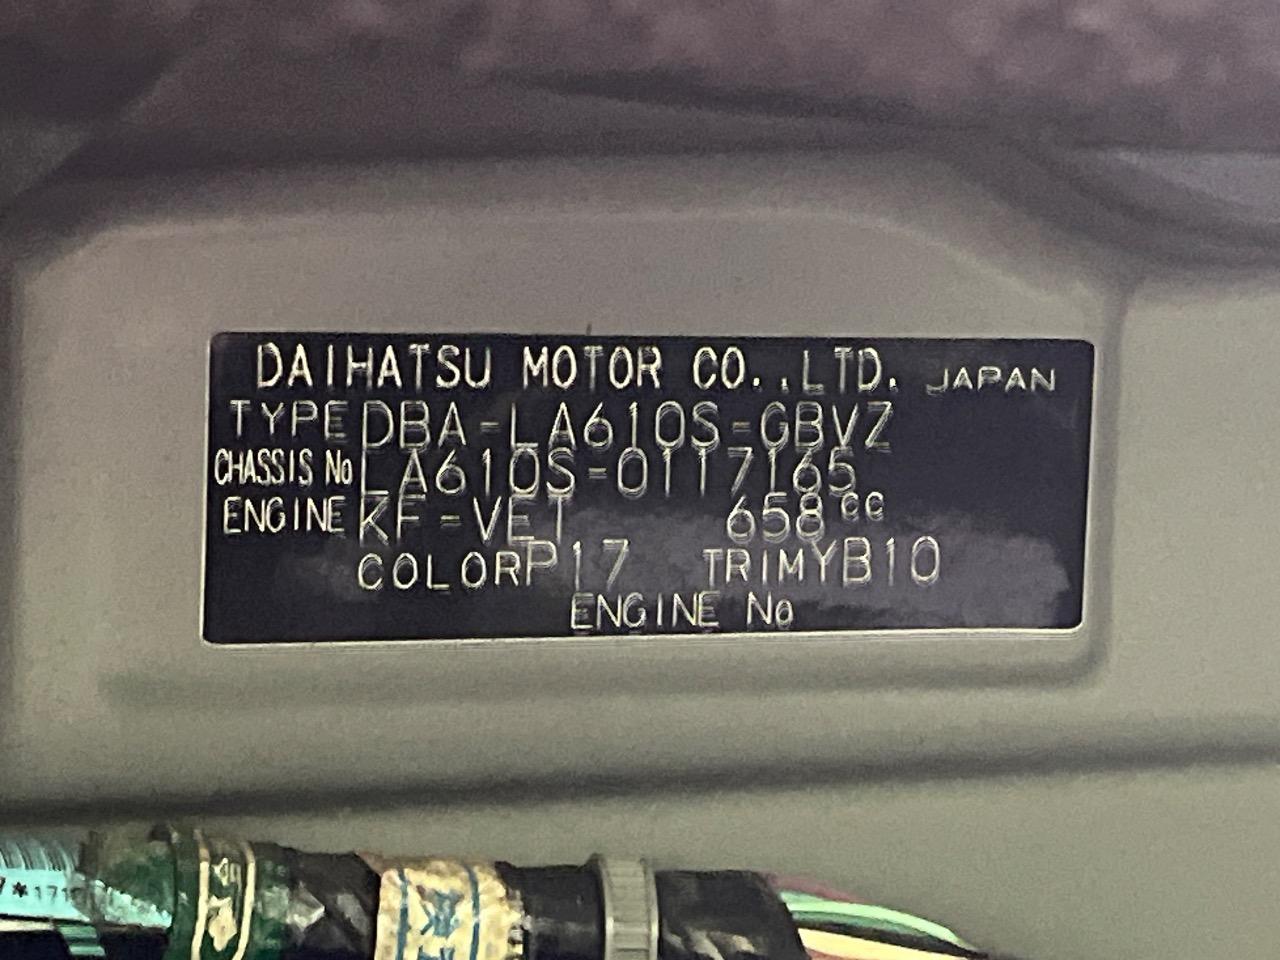 DAIHATSU MOTOR CO.,LTD. JAPAN
TYPE DBA-LA610S-GBVZ
CHASSIS No LA610S-0117165
ENGINE KF-VET 658cc
COLOR P17 TRIM YB10
ENGINE No